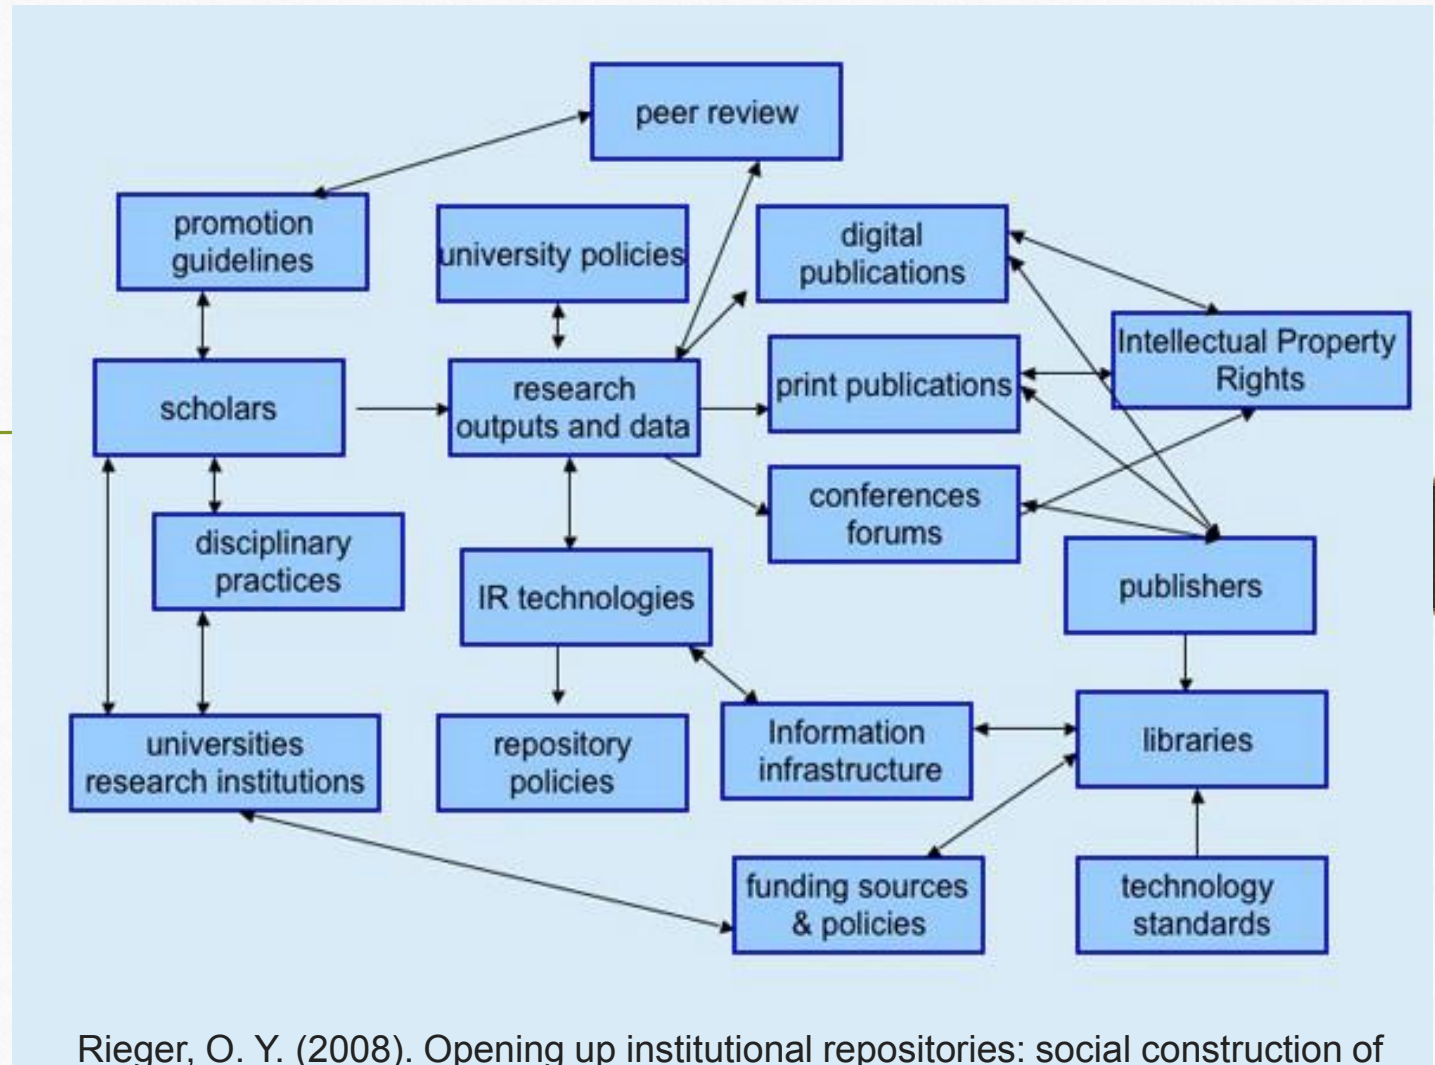 peer review
promotion
guidelines
university policies
digital
publications
Intellectual Property
Rights
scholars
research
outputs and data
print publications
conferences
forums
disciplinary
practices
IR technologies
publishers
universities
research institutions
repository
policies
Information
infrastructure
libraries
funding sources
& policies
technology
standards
Rieger, O. Y. (2008). Opening up institutional repositories: social construction of